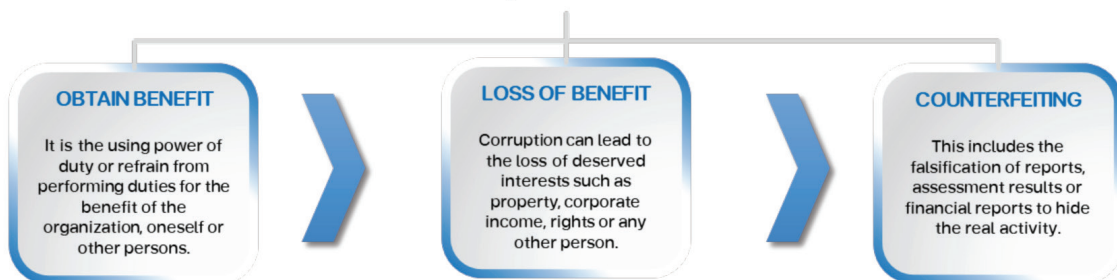 OBTAIN BENEFIT
It is the using power of
duty or refrain from
performing duties for the
benefit of the
organization, oneself or
other persons.
LOSS OF BENEFIT
Corruption can lead to
the loss of deserved
interests such as
property, corporate
income, rights or any
other person.
COUNTERFEITING
This includes the
falsification of reports,
assessment results or
financial reports to hide
the real activity.